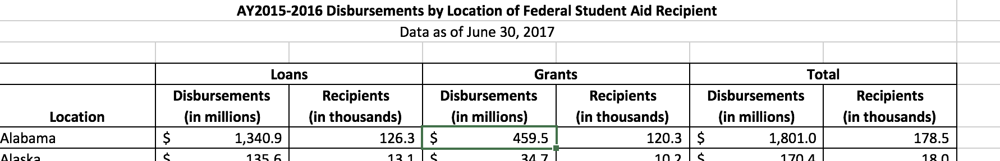 AY2015-2016 Disbursements by Location of Federal Student Aid Recipient
Data as of June 30, 2017
Loans Grants Total
Disbursements Recipients Disbursements Recipients Disbursements Recipients
Location (in millions) (in thousands) (in millions) (in thousands) (in millions) (in thousands)
Alabama $ 1,340.9 126.3 $ 459.5 120.3 $ 1,801.0 178.5
Alaska $ 135.6 13.1 $ 34.7 10.2 $ 170.4 18.0